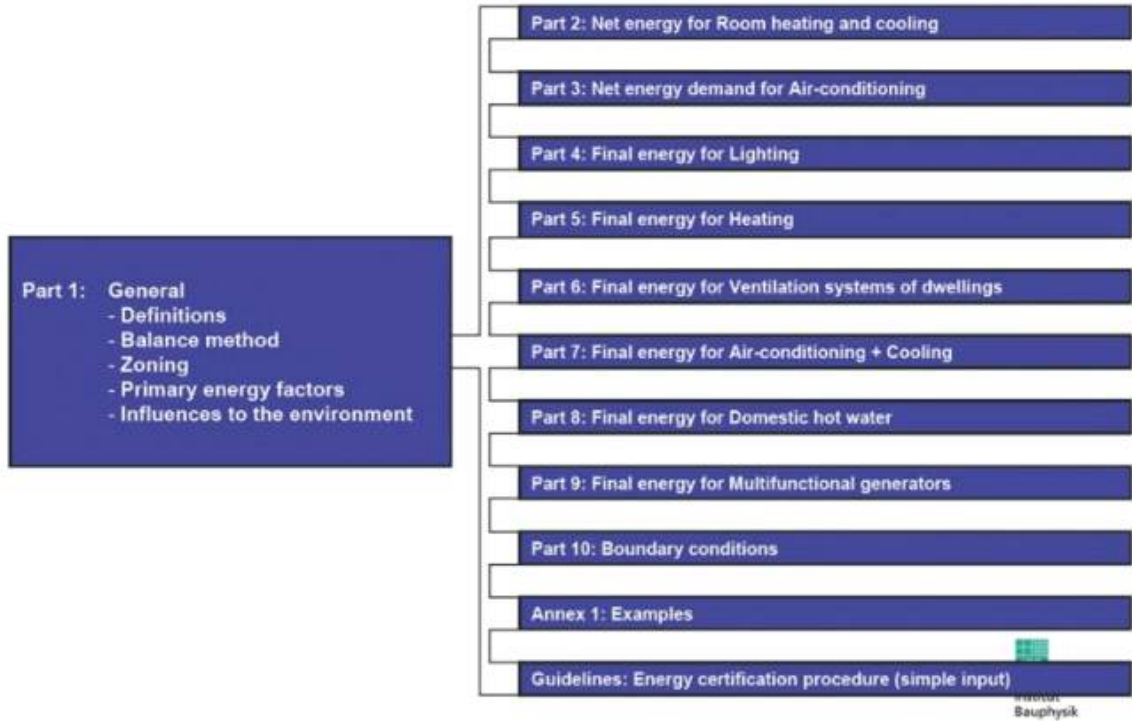 Part 1: General
- Definitions
- Balance method
- Zoning
- Primary energy factors
- Influences to the environment
Part 2: Net energy for Room heating and cooling
Part 3: Net energy demand for Air-conditioning
Part 4: Final energy for Lighting
Part 5: Final energy for Heating
Part 6: Final energy for Ventilation systems of dwellings
Part 7: Final energy for Air-conditioning + Cooling
Part 8: Final energy for Domestic hot water
Part 9: Final energy for Multifunctional generators
Part 10: Boundary conditions
Annex 1: Examples
Guidelines: Energy certification procedure (simple input)
Bauphysik